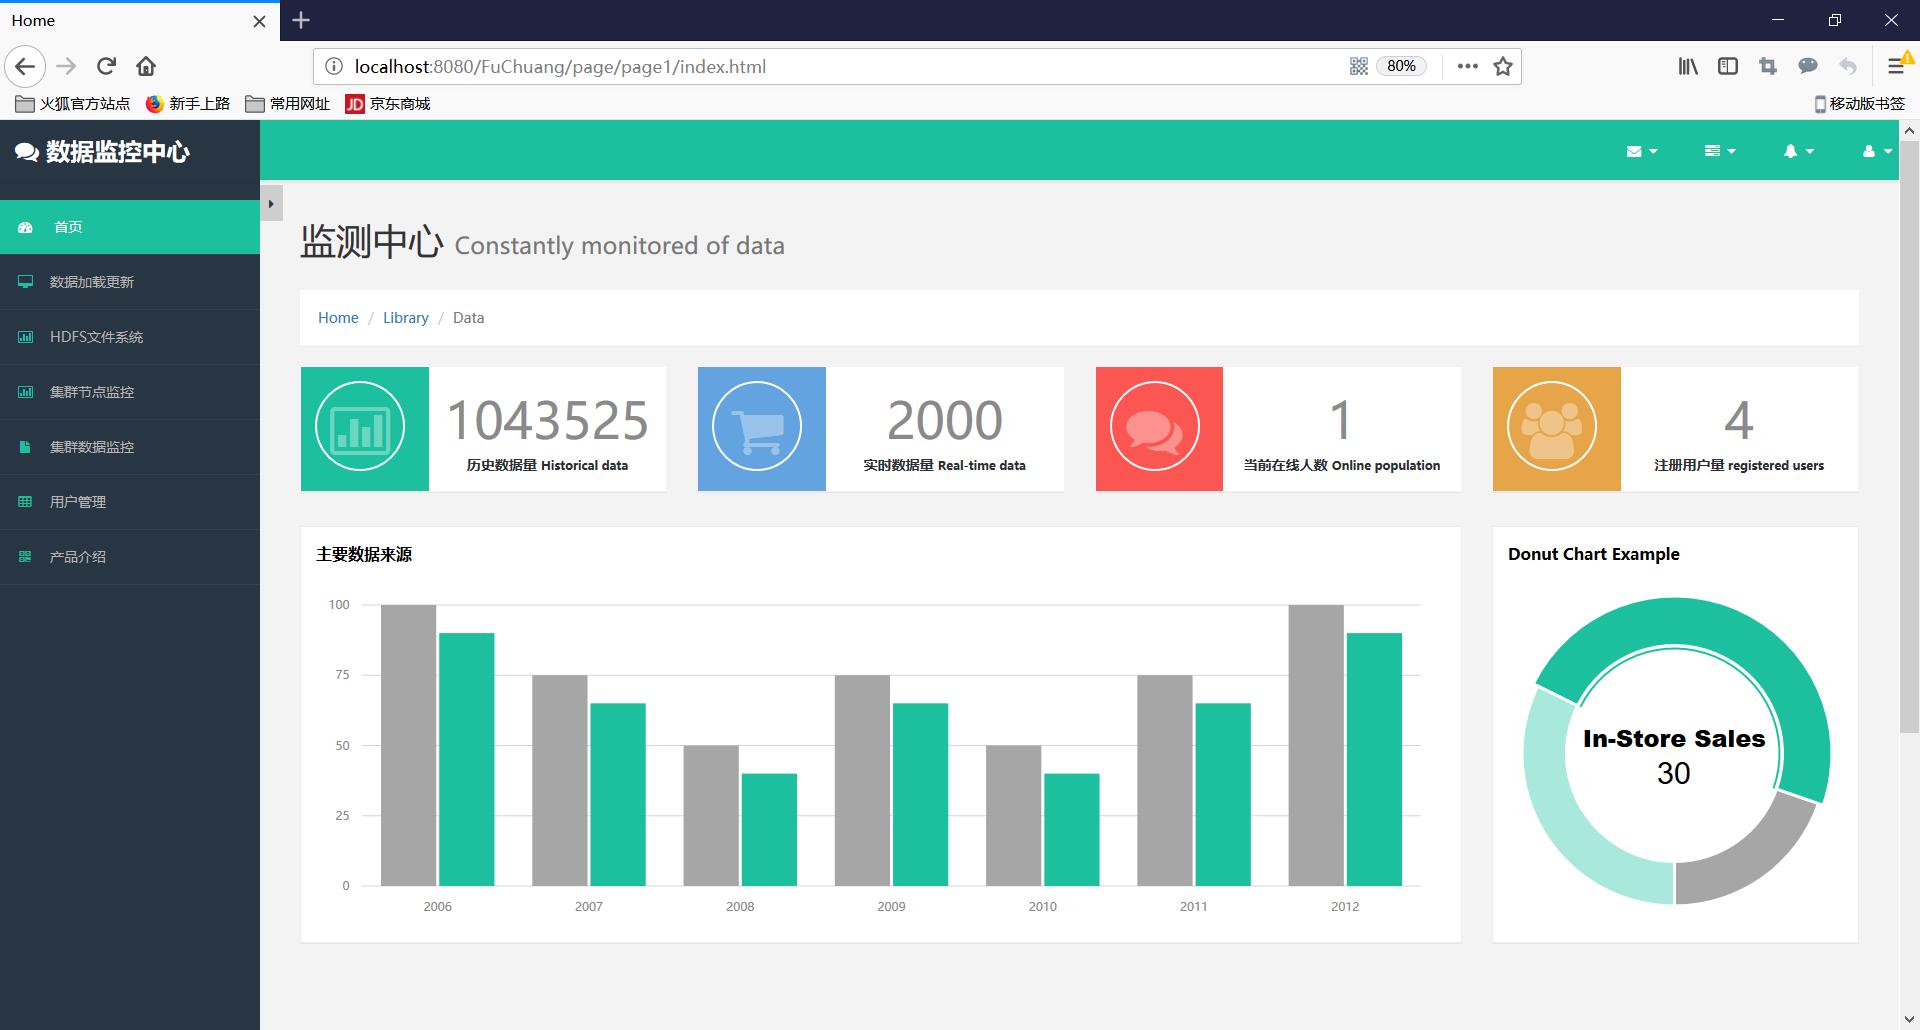 Home
localhost:8080/FuChuang/page/page1/index.html
80%
火狐官方站点 新手上路 常用网址 JD 京东商城 移动版书签
数据监控中心
首页
数据加载更新
HDFS文件系统
集群节点监控
集群数据监控
用户管理
产品介绍
监测中心 Constantly monitored of data
Home / Library / Data
1043525
历史数据量 Historical data
2000
实时数据量 Real-time data
1
当前在线人数 Online population
4
注册用户量 registered users
主要数据来源
100
75
50
25
0
2006 2007 2008 2009 2010 2011 2012
Donut Chart Example
In-Store Sales
30